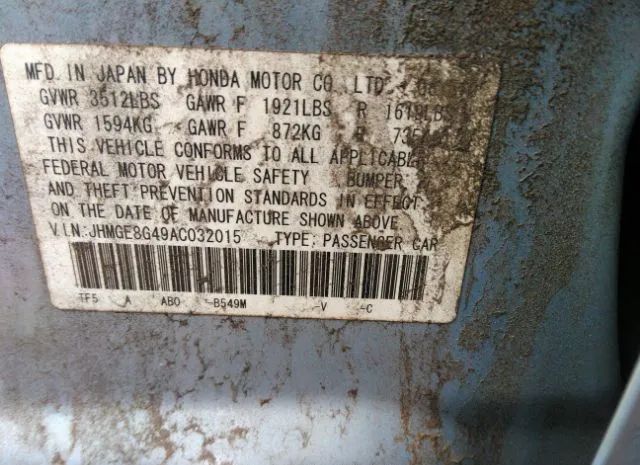 MFD. IN JAPAN BY HONDA MOTOR CO. LTD.
GVWR 3512LBS GAWR F 1921LBS R 1619LBS
GVWR 1594KG GAWR F 872KG R
THIS VEHICLE CONFORMS TO ALL APPLICABLE
FEDERAL MOTOR VEHICLE SAFETY BUMPER
AND THEFT PREVENTION STANDARDS IN EFFECT
ON THE DATE OF MANUFACTURE SHOWN ABOVE
V.I.N.:JHMGE8G49AC032015 TYPE: PASSENGER CAR
TF5 A AB0 -B549M -V -C